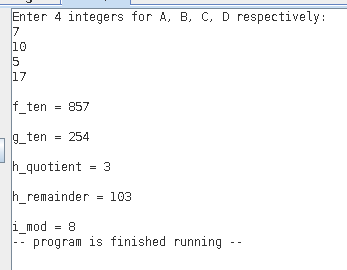 Enter 4 integers for A, B, C, D respectively:
7
10
5
17
f_ten = 857
g_ten = 254
h_quotient = 3
h_remainder = 103
i_mod = 8
-- program is finished running --